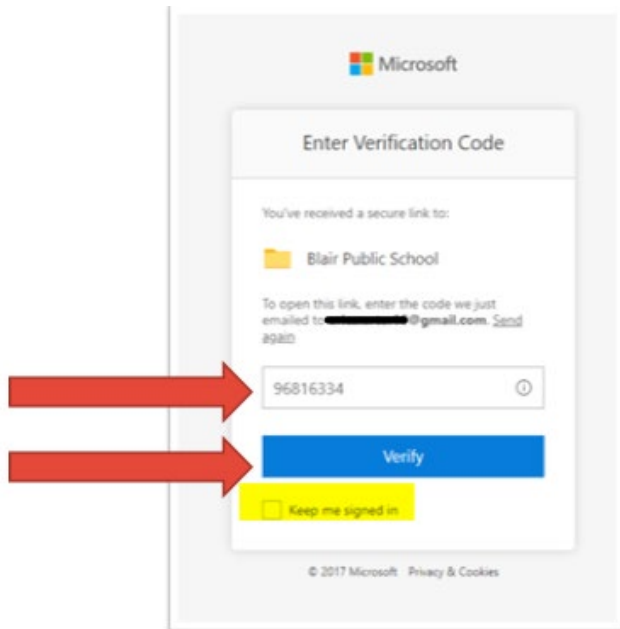 Microsoft
Enter Verification Code
You've received a secure link to:
Blair Public School
To open this link, enter the code we just
emailed to @gmail.com. Send
again
96816334
Verify
Keep me signed in
© 2017 Microsoft Privacy & Cookies